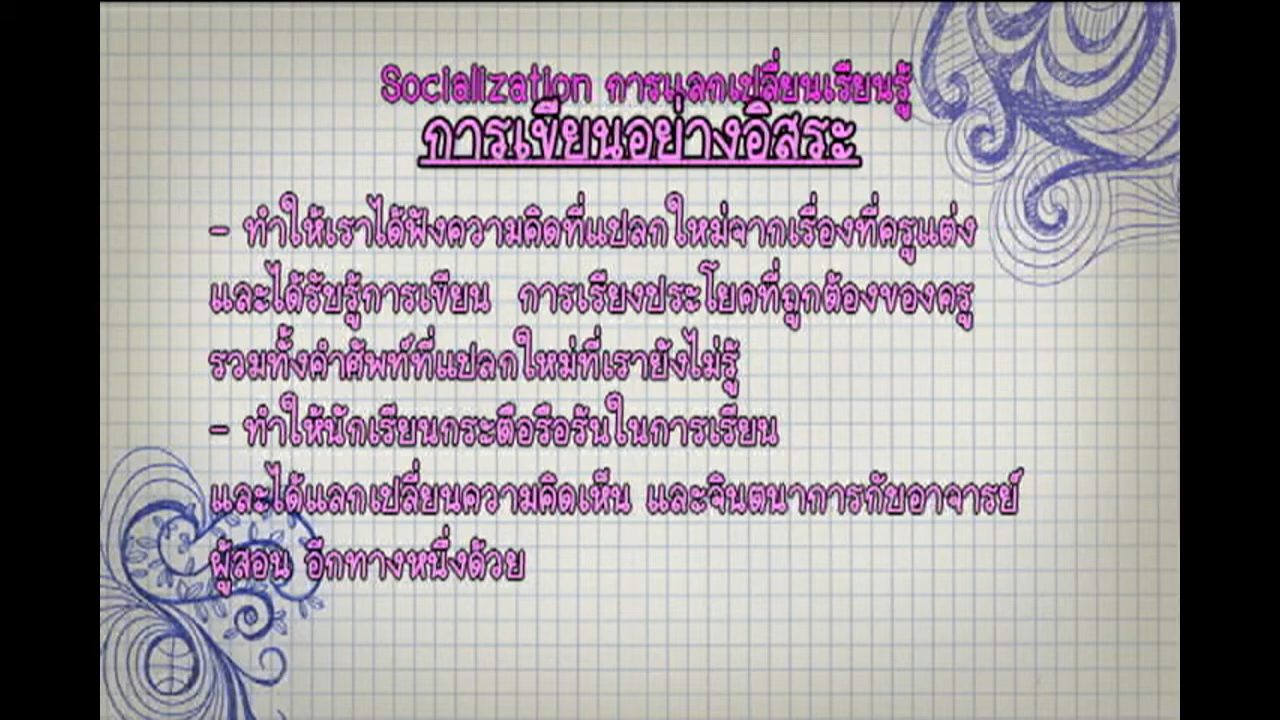 Socialization การแลกเปลี่ยนเรียนรู้
การเขียนอย่างอิสระ
- ทำให้เราได้ฟังความคิดที่แปลกใหม่จากเรื่องที่ครูแต่ง
และได้รับรู้การเขียน การเรียงประโยคที่ถูกต้องของครู
รวมทั้งคำศัพท์ที่แปลกใหม่ที่เรายังไม่รู้
- ทำให้นักเรียนกระตือรือร้นในการเรียน
และได้แลกเปลี่ยนความคิดเห็น และจินตนาการกับอาจารย์
ผู้สอน อีกทางหนึ่งด้วย